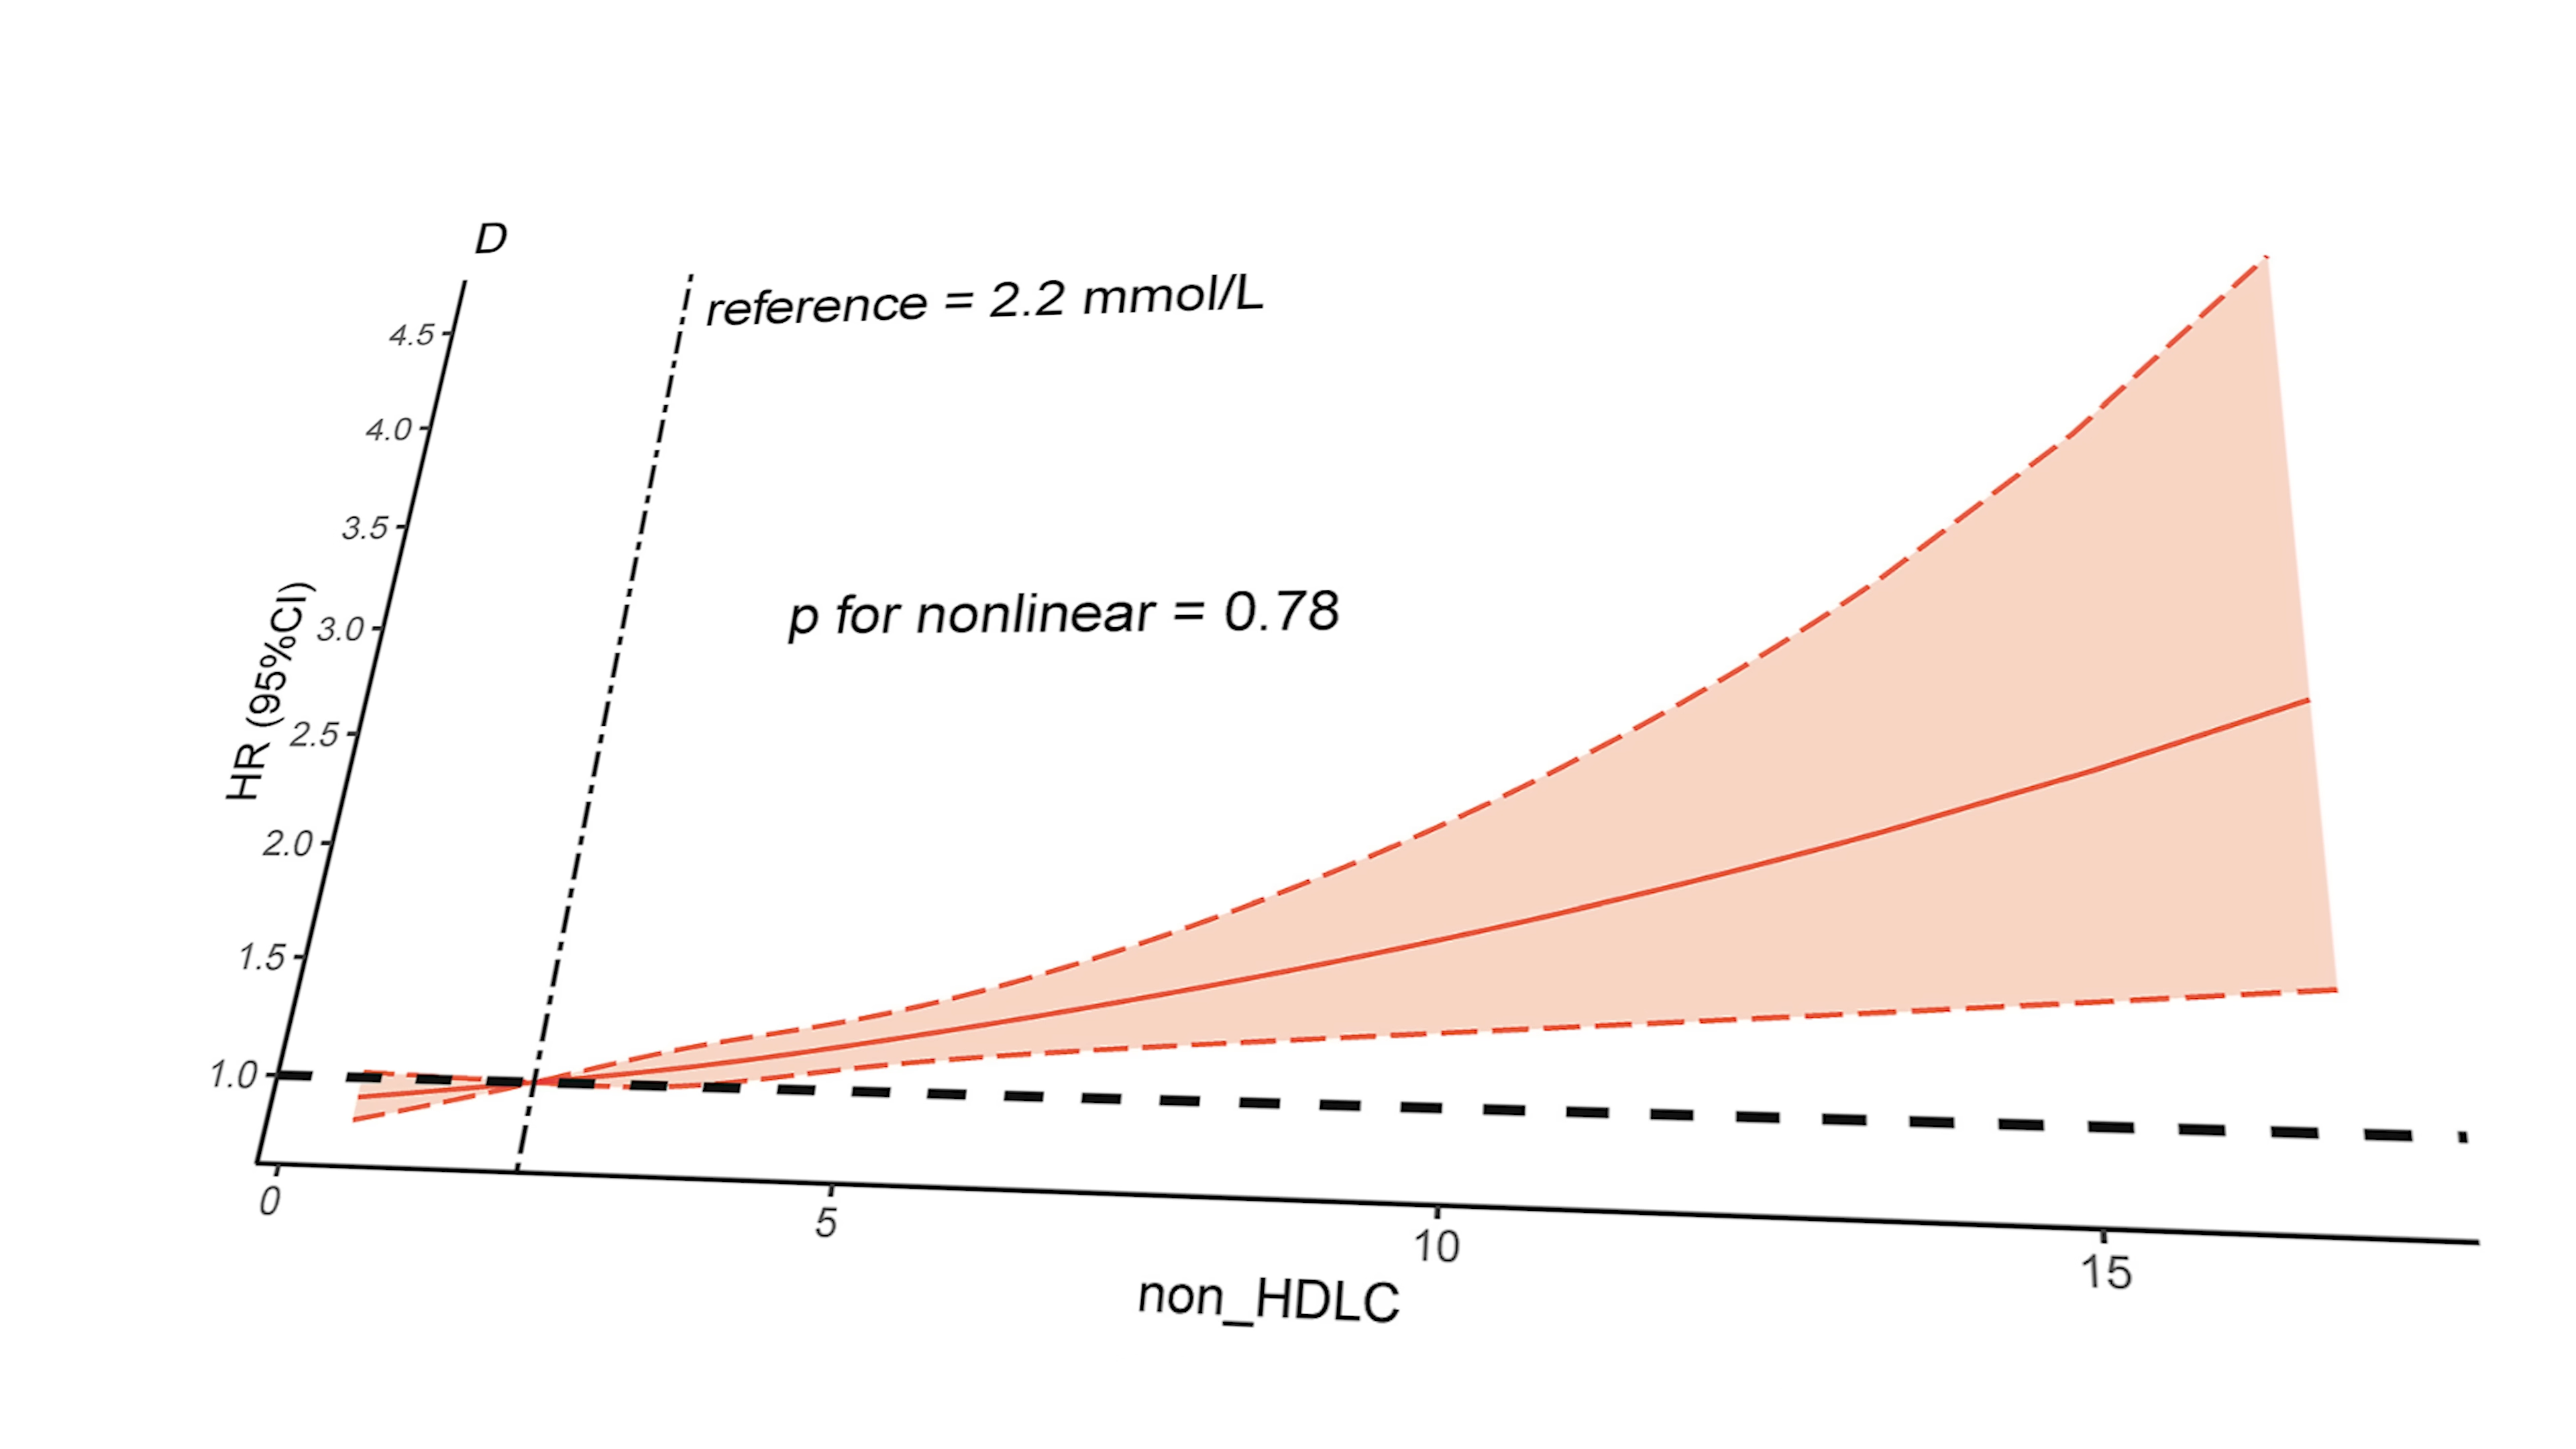 D
reference = 2.2 mmol/L
p for nonlinear = 0.78
HR (95%CI)
4.5
4.0
3.5
3.0
2.5
2.0
1.5
1.0
0
5
10
15
non_HDLC